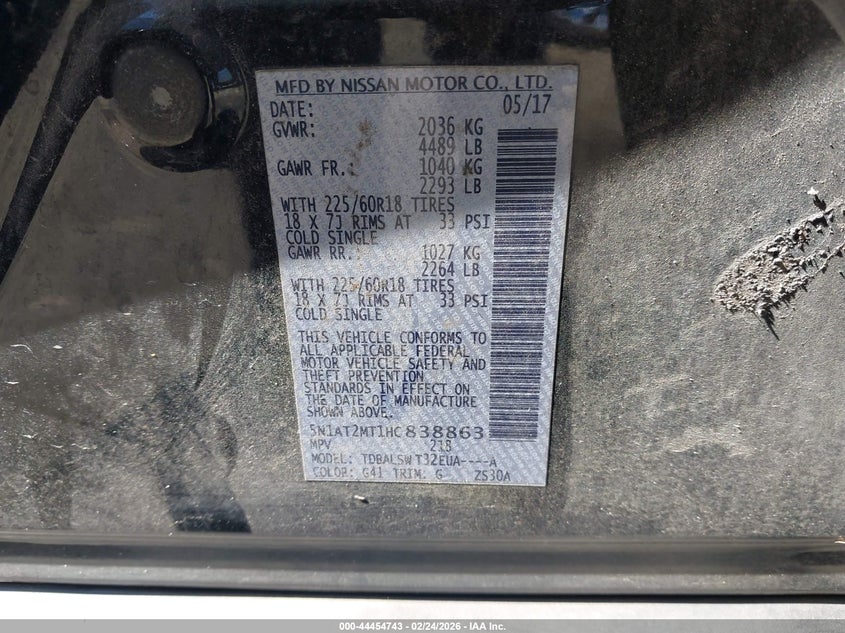 MFD BY NISSAN MOTOR CO., LTD.
DATE: 05/17
GVWR: 2036 KG
4489 LB
GAWR FR.: 1040 KG
2293 LB
WITH 225/60R18 TIRES
18 X 7J RIMS AT 33 PSI
COLD SINGLE
GAWR RR.: 1027 KG
2264 LB
WITH 225/60R18 TIRES
18 X 7J RIMS AT 33 PSI
COLD SINGLE
THIS VEHICLE CONFORMS TO
ALL APPLICABLE FEDERAL
MOTOR VEHICLE SAFETY AND
THEFT PREVENTION
STANDARDS IN EFFECT ON
THE DATE OF MANUFACTURE
SHOWN ABOVE.
5N1AT2MT1HC838863
MPV 218
MODEL: TDBALSW T32EUA----A
COLOR: G41 TRIM: G ZS30A
000-44454743 - 02/24/2026 - IAA Inc.